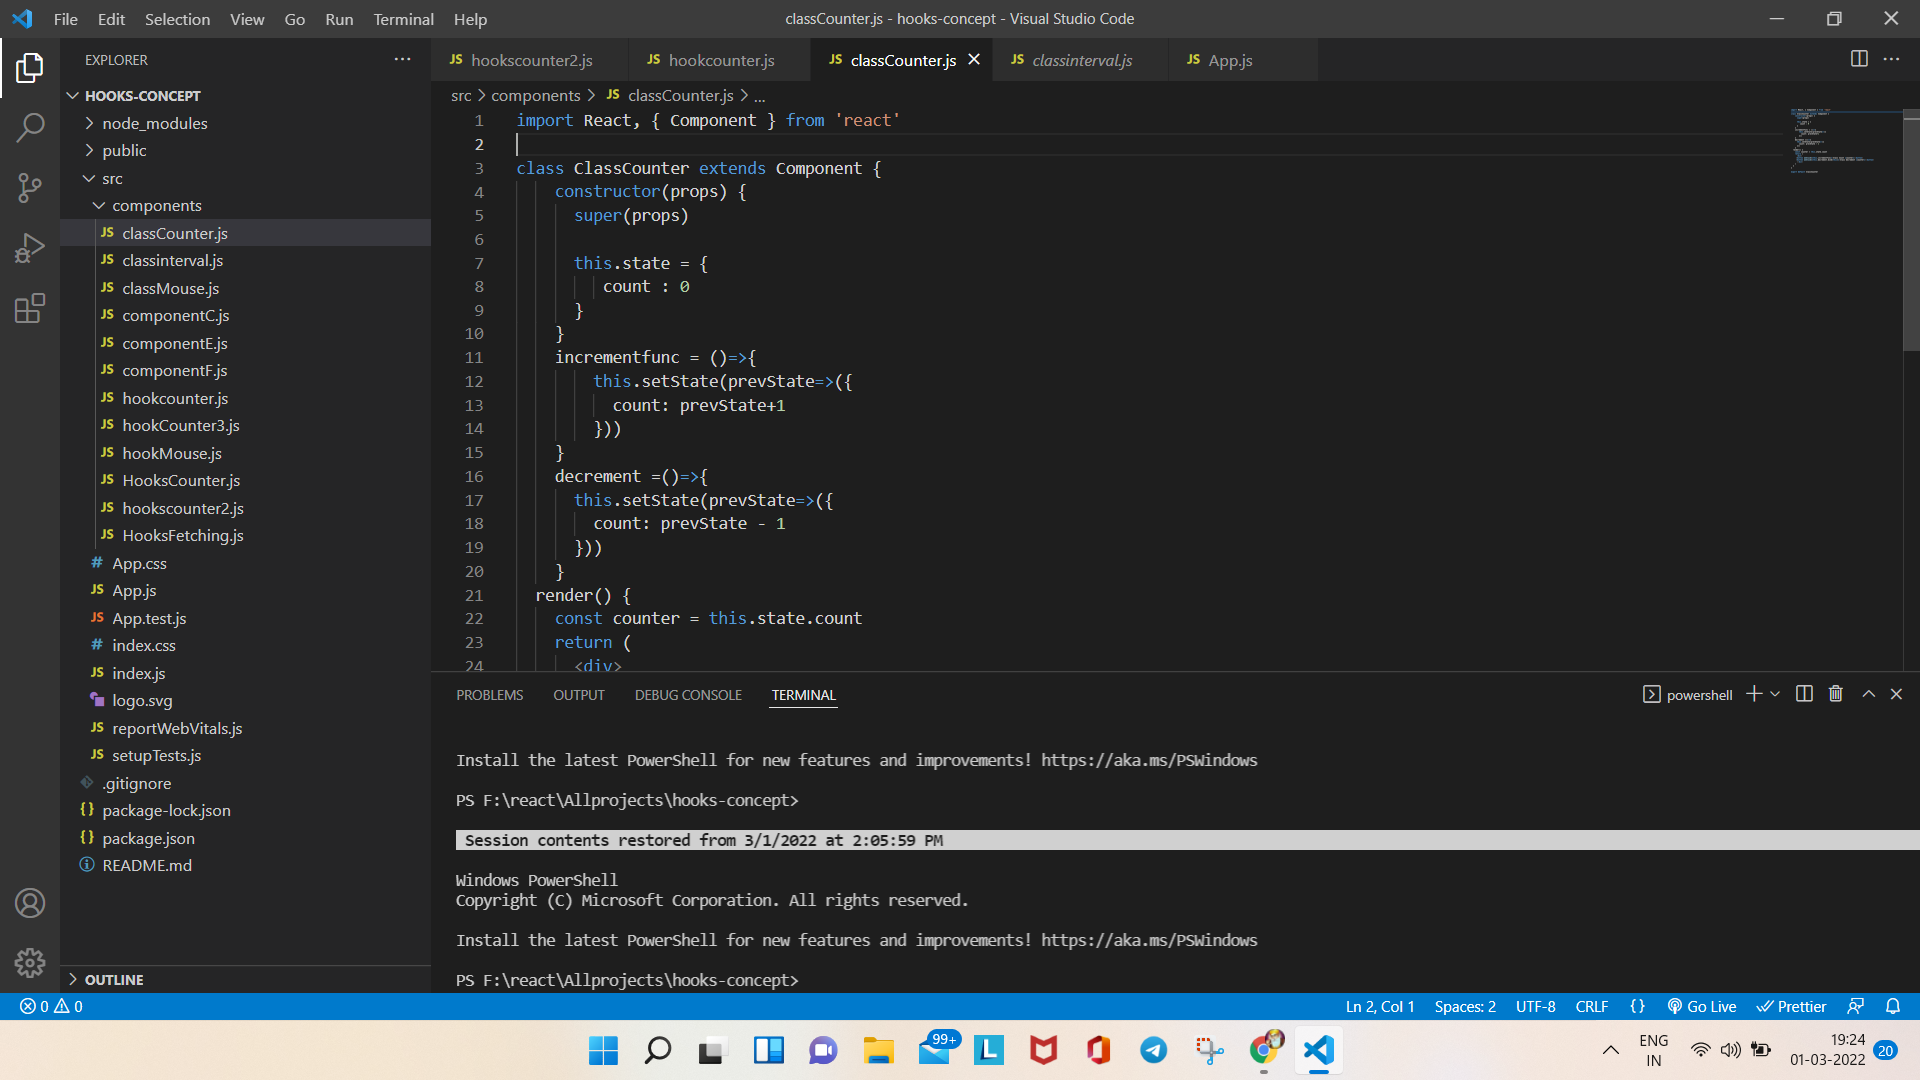 File Edit Selection View Go Run Terminal Help
classCounter.js - hooks-concept - Visual Studio Code
EXPLORER
HOOKS-CONCEPT
node_modules
public
src
components
JS classCounter.js
JS classinterval.js
JS classMouse.js
JS componentC.js
JS componentE.js
JS componentF.js
JS hookcounter.js
JS hookCounter3.js
JS hookMouse.js
JS HooksCounter.js
JS hookscounter2.js
JS HooksFetching.js
# App.css
JS App.js
JS App.test.js
# index.css
JS index.js
logo.svg
JS reportWebVitals.js
JS setupTests.js
.gitignore
{} package-lock.json
{} package.json
README.md
OUTLINE
JS hookscounter2.js JS hookcounter.js JS classCounter.js JS classinterval.js JS App.js
src > components > JS classCounter.js > ...
1 import React, { Component } from 'react'
2
3 class ClassCounter extends Component {
4 constructor(props) {
5 super(props)
6
7 this.state = {
8 count : 0
9 }
10 }
11 incrementfunc = ()=>{
12 this.setState(prevState=>({
13 count: prevState+1
14 }))
15 }
16 decrement =()=>{
17 this.setState(prevState=>({
18 count: prevState - 1
19 }))
20 }
21 render() {
22 const counter = this.state.count
23 return (
24 <div>
PROBLEMS OUTPUT DEBUG CONSOLE TERMINAL
powershell
Install the latest PowerShell for new features and improvements! https://aka.ms/PSWindows
PS F:\react\Allprojects\hooks-concept>
Session contents restored from 3/1/2022 at 2:05:59 PM
Windows PowerShell
Copyright (C) Microsoft Corporation. All rights reserved.
Install the latest PowerShell for new features and improvements! https://aka.ms/PSWindows
PS F:\react\Allprojects\hooks-concept>
0 0
Ln 2, Col 1 Spaces: 2 UTF-8 CRLF {} Go Live Prettier
99+
L
ENG
IN
19:24
01-03-2022
20